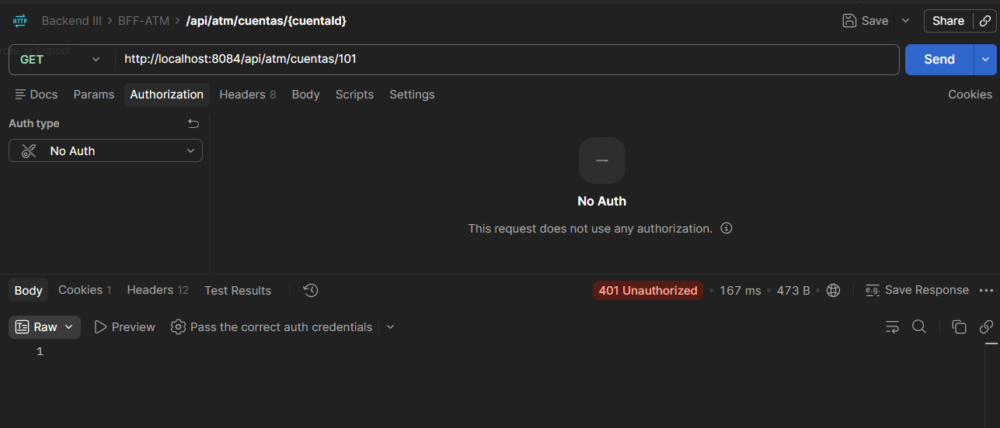 HTTP Backend III > BFF-ATM > /api/atm/cuentas/{cuentaId} Save Share
rces or import
GET http://localhost:8084/api/atm/cuentas/101 Send
Docs Params Authorization Headers 8 Body Scripts Settings Cookies
Auth type
No Auth
No Auth
This request does not use any authorization.
Body Cookies 1 Headers 12 Test Results 401 Unauthorized • 167 ms • 473 B • e.g. Save Response
Raw Preview Pass the correct auth credentials
1